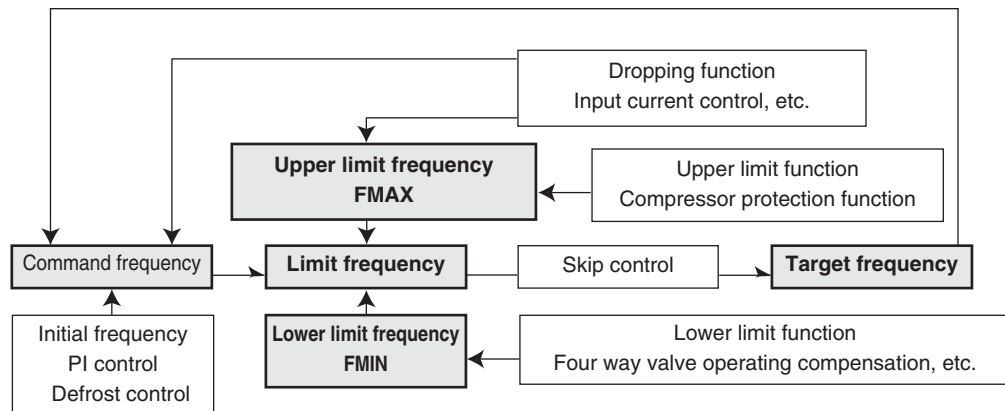 Dropping function
Input current control, etc.
Upper limit frequency
FMAX
Upper limit function
Compressor protection function
Command frequency
Limit frequency
Skip control
Target frequency
Initial frequency
PI control
Defrost control
Lower limit frequency
FMIN
Lower limit function
Four way valve operating compensation, etc.